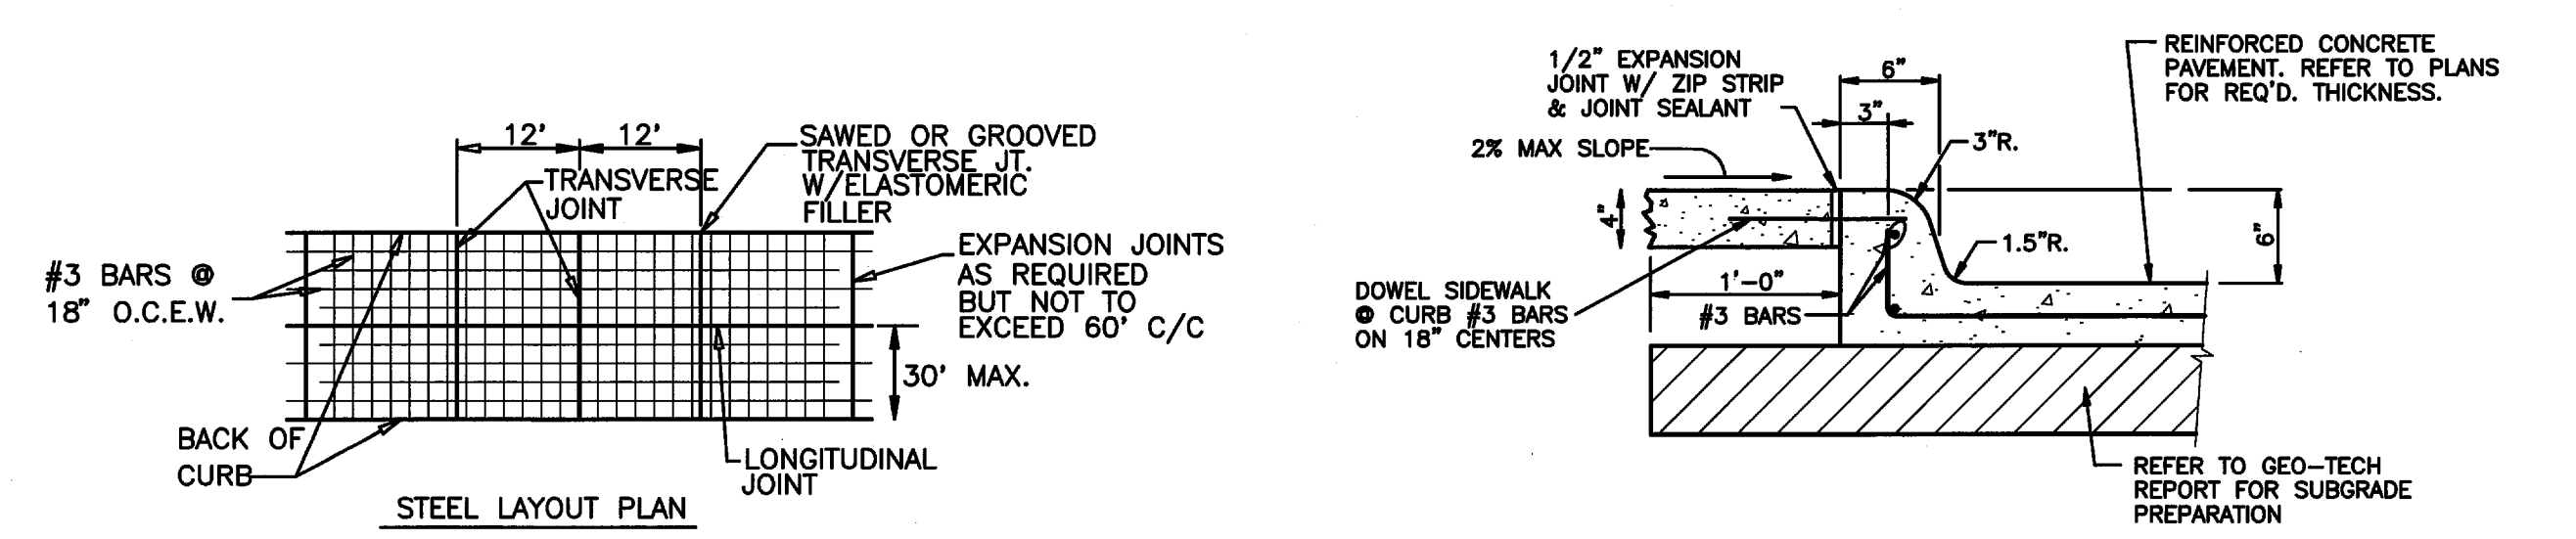 12'
12'
SAWED OR GROOVED
TRANSVERSE JT.
W/ELASTOMERIC
FILLER
TRANSVERSE
JOINT
#3 BARS @
18" O.C.E.W.
EXPANSION JOINTS
AS REQUIRED
BUT NOT TO
EXCEED 60' C/C
30' MAX.
BACK OF
CURB
LONGITUDINAL
JOINT
STEEL LAYOUT PLAN
1/2" EXPANSION
JOINT W/ ZIP STRIP
& JOINT SEALANT
2% MAX SLOPE
6"
3"
3"R.
REINFORCED CONCRETE
PAVEMENT. REFER TO PLANS
FOR REQ'D. THICKNESS.
4"
1.5"R.
6"
1'-0"
DOWEL SIDEWALK
@ CURB #3 BARS
ON 18" CENTERS
#3 BARS
REFER TO GEO-TECH
REPORT FOR SUBGRADE
PREPARATION